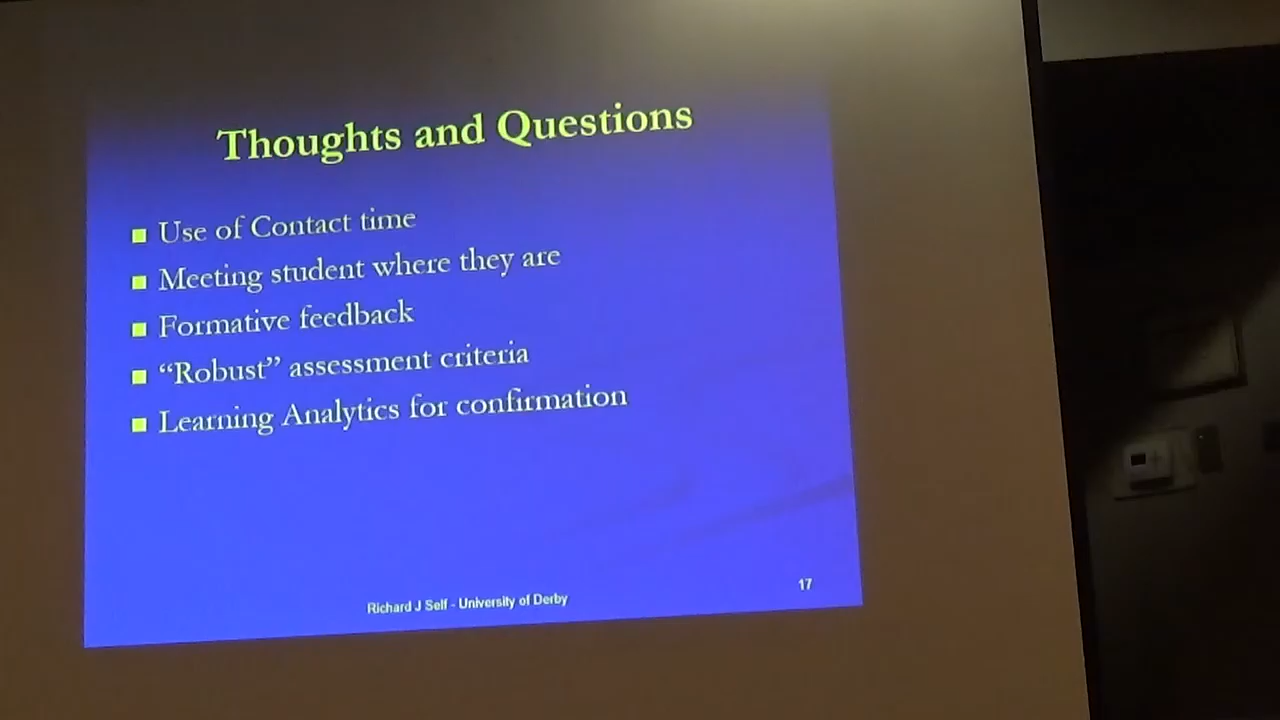 Thoughts and Questions
Use of Contact time
Meeting student where they are
Formative feedback
“Robust” assessment criteria
Learning Analytics for confirmation
Richard J Self - University of Derby
17